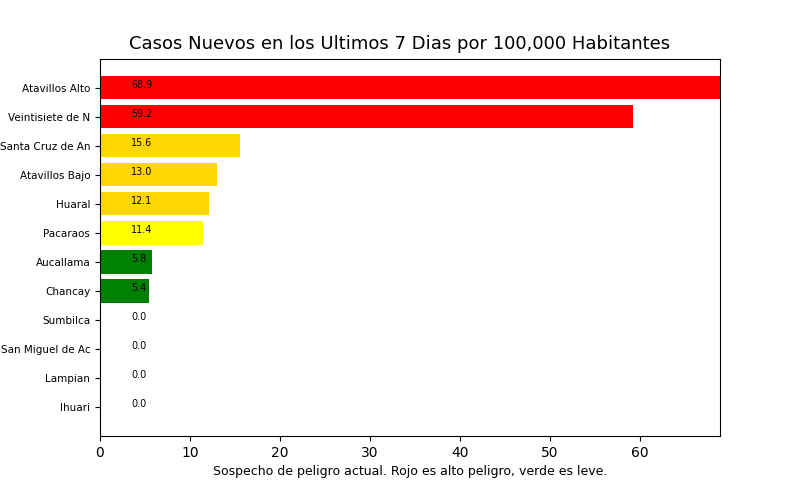 Casos Nuevos en los Ultimos 7 Dias por 100,000 Habitantes
Atavillos Alto 68.9
Veintisiete de N 59.2
Santa Cruz de An 15.6
Atavillos Bajo 13.0
Huaral 12.1
Pacaraos 11.4
Aucallama 5.8
Chancay 5.4
Sumbilca 0.0
San Miguel de Ac 0.0
Lampian 0.0
Ihuari 0.0
0 10 20 30 40 50 60
Sospecho de peligro actual. Rojo es alto peligro, verde es leve.